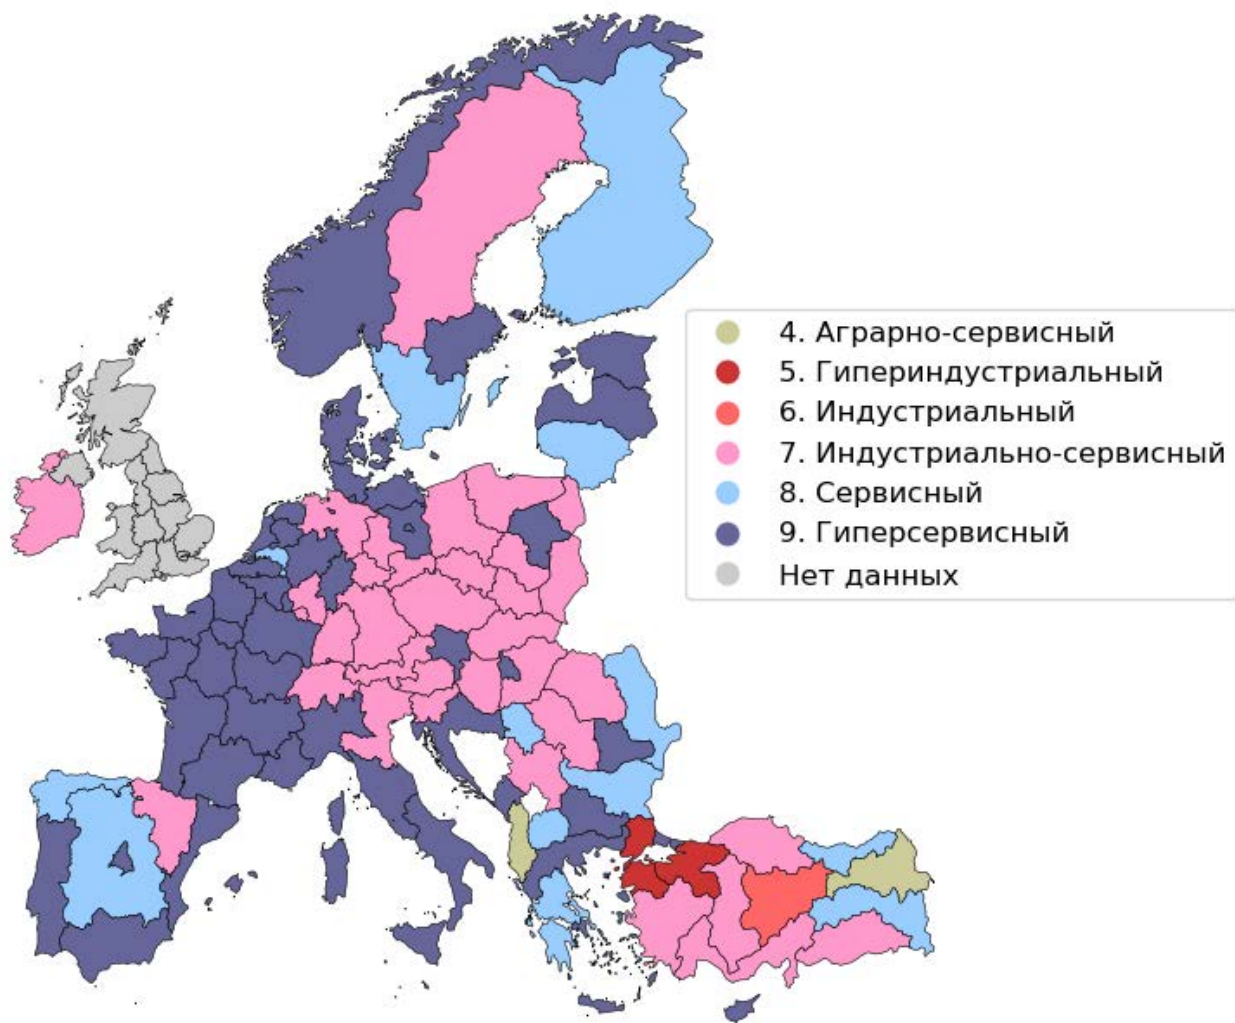 4. Аграрно-сервисный
5. Гипериндустриальный
6. Индустриальный
7. Индустриально-сервисный
8. Сервисный
9. Гиперсервисный
Нет данных